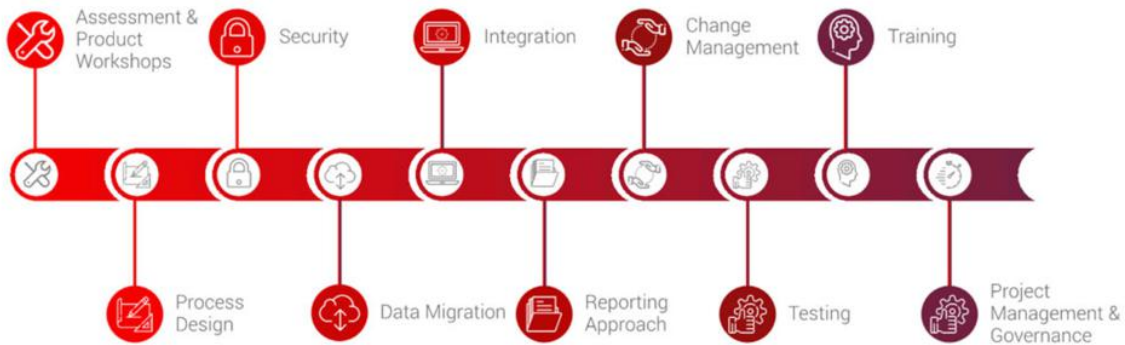 Assessment &
Product
Workshops
Security
Integration
Change
Management
Training
Process
Design
Data Migration
Reporting
Approach
Testing
Project
Management &
Governance